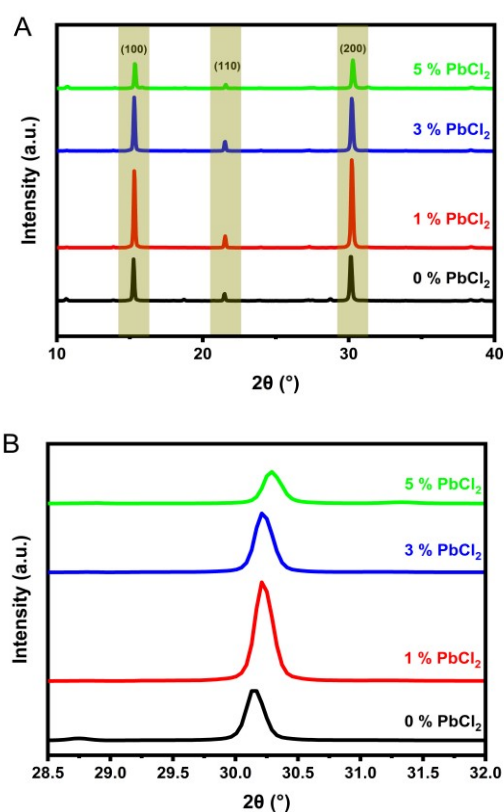 A
(100)
(110)
(200)
5 % PbCl₂
3 % PbCl₂
1 % PbCl₂
0 % PbCl₂
Intensity (a.u.)
10 20 30 40
2θ (°)
B
5 % PbCl₂
3 % PbCl₂
1 % PbCl₂
0 % PbCl₂
Intensity (a.u.)
28.5 29.0 29.5 30.0 30.5 31.0 31.5 32.0
2θ (°)